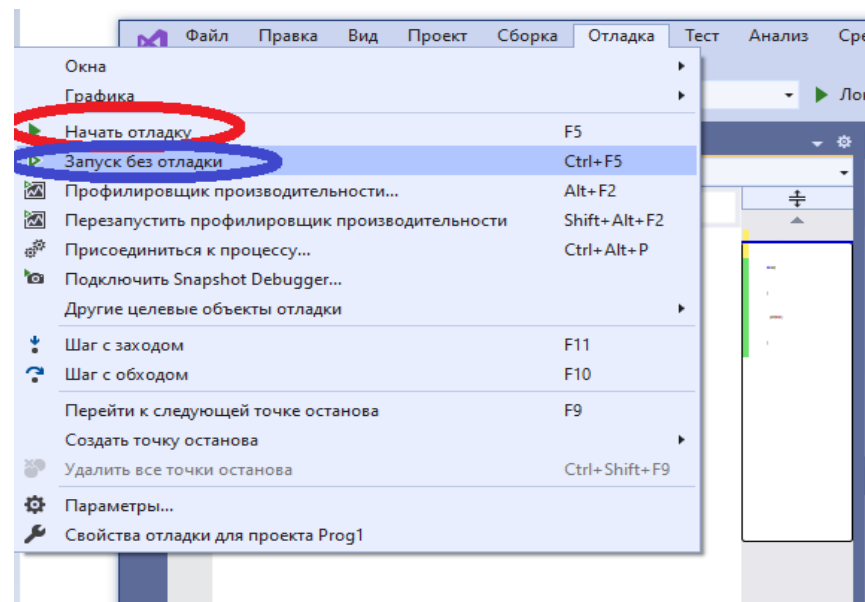 Файл Правка Вид Проект Сборка Отладка Тест Анализ
Окна
Графика
Начать отладку F5
Запуск без отладки Ctrl+F5
Профилировщик производительности... Alt+F2
Перезапустить профилировщик производительности Shift+Alt+F2
Присоединиться к процессу... Ctrl+Alt+P
Подключить Snapshot Debugger...
Другие целевые объекты отладки
Шаг с заходом F11
Шаг с обходом F10
Перейти к следующей точке останова F9
Создать точку останова
Удалить все точки останова Ctrl+Shift+F9
Параметры...
Свойства отладки для проекта Prog1